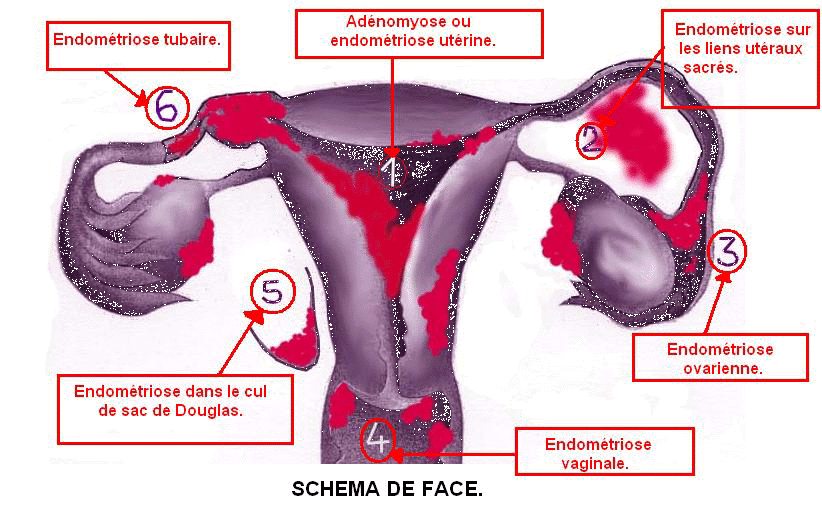 Endométriose tubaire.
Adénomyose ou
endométriose utérine.
Endométriose sur
les liens utéraux
sacrés.
6
2
1
3
5
Endométriose
ovarienne.
Endométriose dans le cul
de sac de Douglas.
4
Endométriose
vaginale.
SCHEMA DE FACE.